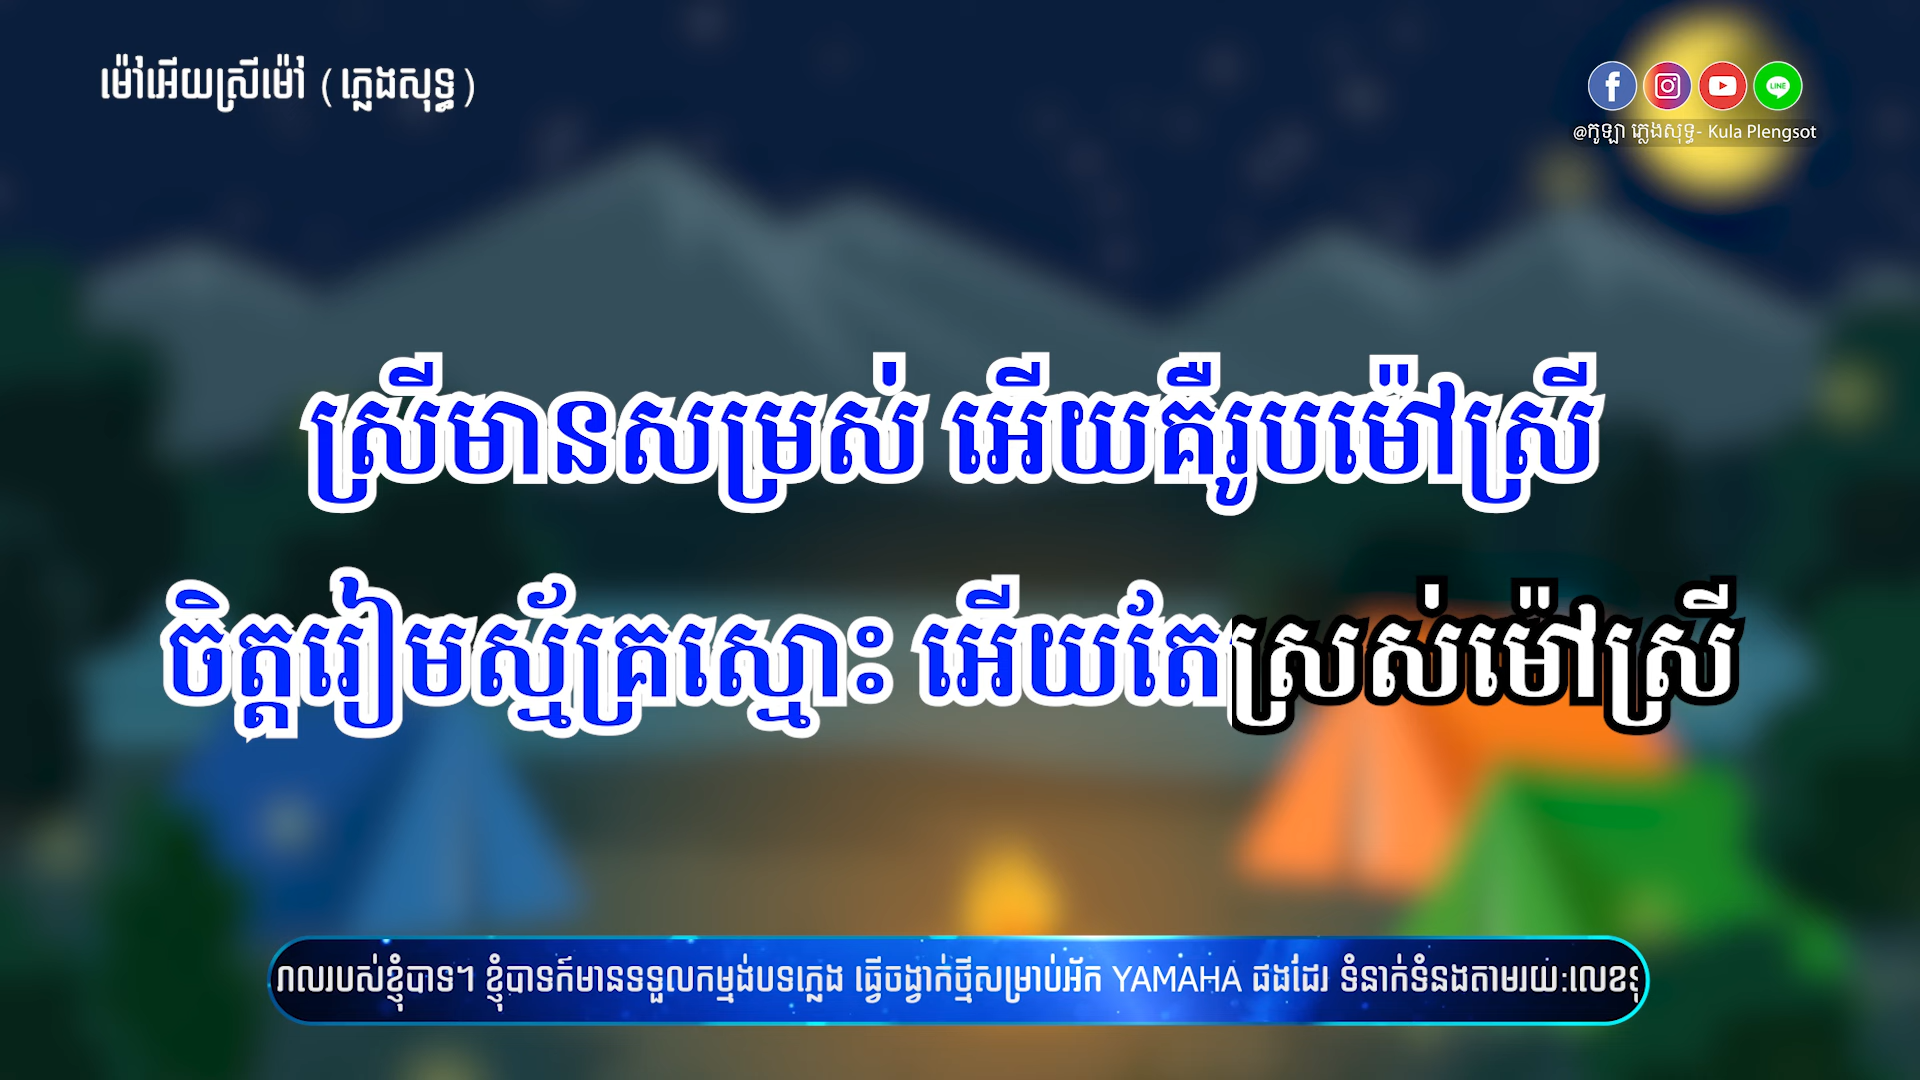 ម៉ៅអើយស្រីម៉ៅ (ភ្លេងសុទ្ធ)
LINE
@កូឡា ភ្លេងសុទ្ធ- Kula Plengsot
ស្រីមានសម្រស់ អើយគឺរូបម៉ៅស្រី
ចិត្តរៀមស្ម័គ្រស្មោះ អើយតែស្រស់ម៉ៅស្រី
របស់ខ្ញុំបាទ។ ខ្ញុំបាទក៏មានទទួលកម្មង់បទភ្លេង ធ្វើចង្វាក់ថ្មីសម្រាប់អ័ក YAMAHA ផងដែរ ទំនាក់ទំនងតាមរយៈលេខ